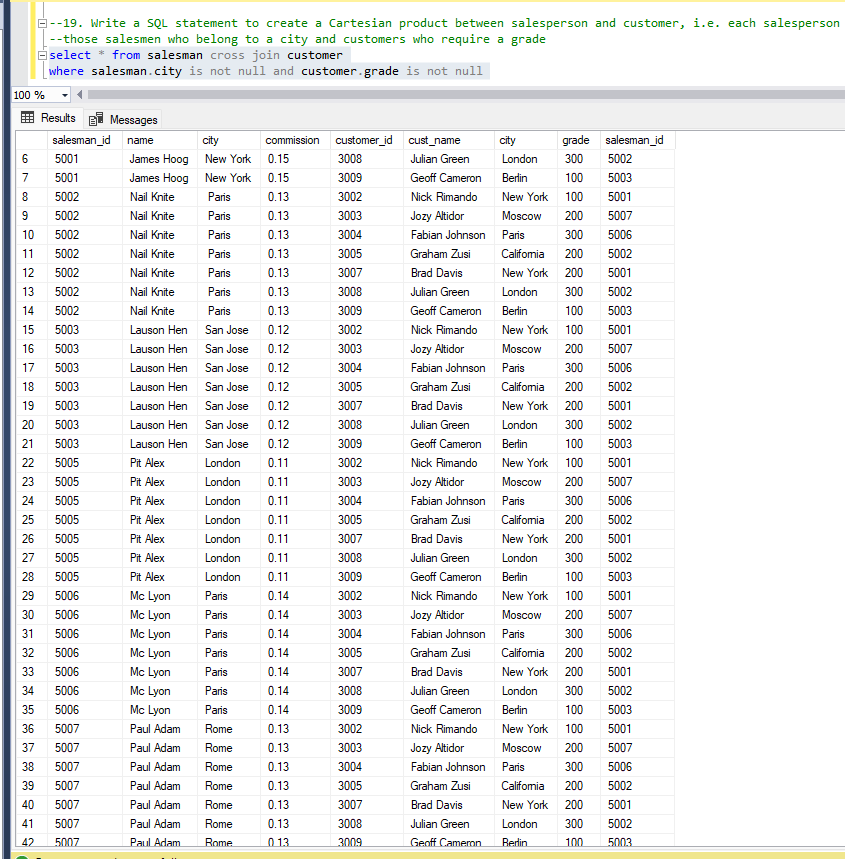 --19. Write a SQL statement to create a Cartesian product between salesperson and customer, i.e. each salesperson
--those salesmen who belong to a city and customers who require a grade
select * from salesman cross join customer
where salesman.city is not null and customer.grade is not null
100 %
Results Messages
salesman_id name city commission customer_id cust_name city grade salesman_id
6 5001 James Hoog New York 0.15 3008 Julian Green London 300 5002
7 5001 James Hoog New York 0.15 3009 Geoff Cameron Berlin 100 5003
8 5002 Nail Knite Paris 0.13 3002 Nick Rimando New York 100 5001
9 5002 Nail Knite Paris 0.13 3003 Jozy Altidor Moscow 200 5007
10 5002 Nail Knite Paris 0.13 3004 Fabian Johnson Paris 300 5006
11 5002 Nail Knite Paris 0.13 3005 Graham Zusi California 200 5002
12 5002 Nail Knite Paris 0.13 3007 Brad Davis New York 200 5001
13 5002 Nail Knite Paris 0.13 3008 Julian Green London 300 5002
14 5002 Nail Knite Paris 0.13 3009 Geoff Cameron Berlin 100 5003
15 5003 Lauson Hen San Jose 0.12 3002 Nick Rimando New York 100 5001
16 5003 Lauson Hen San Jose 0.12 3003 Jozy Altidor Moscow 200 5007
17 5003 Lauson Hen San Jose 0.12 3004 Fabian Johnson Paris 300 5006
18 5003 Lauson Hen San Jose 0.12 3005 Graham Zusi California 200 5002
19 5003 Lauson Hen San Jose 0.12 3007 Brad Davis New York 200 5001
20 5003 Lauson Hen San Jose 0.12 3008 Julian Green London 300 5002
21 5003 Lauson Hen San Jose 0.12 3009 Geoff Cameron Berlin 100 5003
22 5005 Pit Alex London 0.11 3002 Nick Rimando New York 100 5001
23 5005 Pit Alex London 0.11 3003 Jozy Altidor Moscow 200 5007
24 5005 Pit Alex London 0.11 3004 Fabian Johnson Paris 300 5006
25 5005 Pit Alex London 0.11 3005 Graham Zusi California 200 5002
26 5005 Pit Alex London 0.11 3007 Brad Davis New York 200 5001
27 5005 Pit Alex London 0.11 3008 Julian Green London 300 5002
28 5005 Pit Alex London 0.11 3009 Geoff Cameron Berlin 100 5003
29 5006 Mc Lyon Paris 0.14 3002 Nick Rimando New York 100 5001
30 5006 Mc Lyon Paris 0.14 3003 Jozy Altidor Moscow 200 5007
31 5006 Mc Lyon Paris 0.14 3004 Fabian Johnson Paris 300 5006
32 5006 Mc Lyon Paris 0.14 3005 Graham Zusi California 200 5002
33 5006 Mc Lyon Paris 0.14 3007 Brad Davis New York 200 5001
34 5006 Mc Lyon Paris 0.14 3008 Julian Green London 300 5002
35 5006 Mc Lyon Paris 0.14 3009 Geoff Cameron Berlin 100 5003
36 5007 Paul Adam Rome 0.13 3002 Nick Rimando New York 100 5001
37 5007 Paul Adam Rome 0.13 3003 Jozy Altidor Moscow 200 5007
38 5007 Paul Adam Rome 0.13 3004 Fabian Johnson Paris 300 5006
39 5007 Paul Adam Rome 0.13 3005 Graham Zusi California 200 5002
40 5007 Paul Adam Rome 0.13 3007 Brad Davis New York 200 5001
41 5007 Paul Adam Rome 0.13 3008 Julian Green London 300 5002
42 5007 Paul Adam Rome 0.13 3009 Geoff Cameron Berlin 100 5003